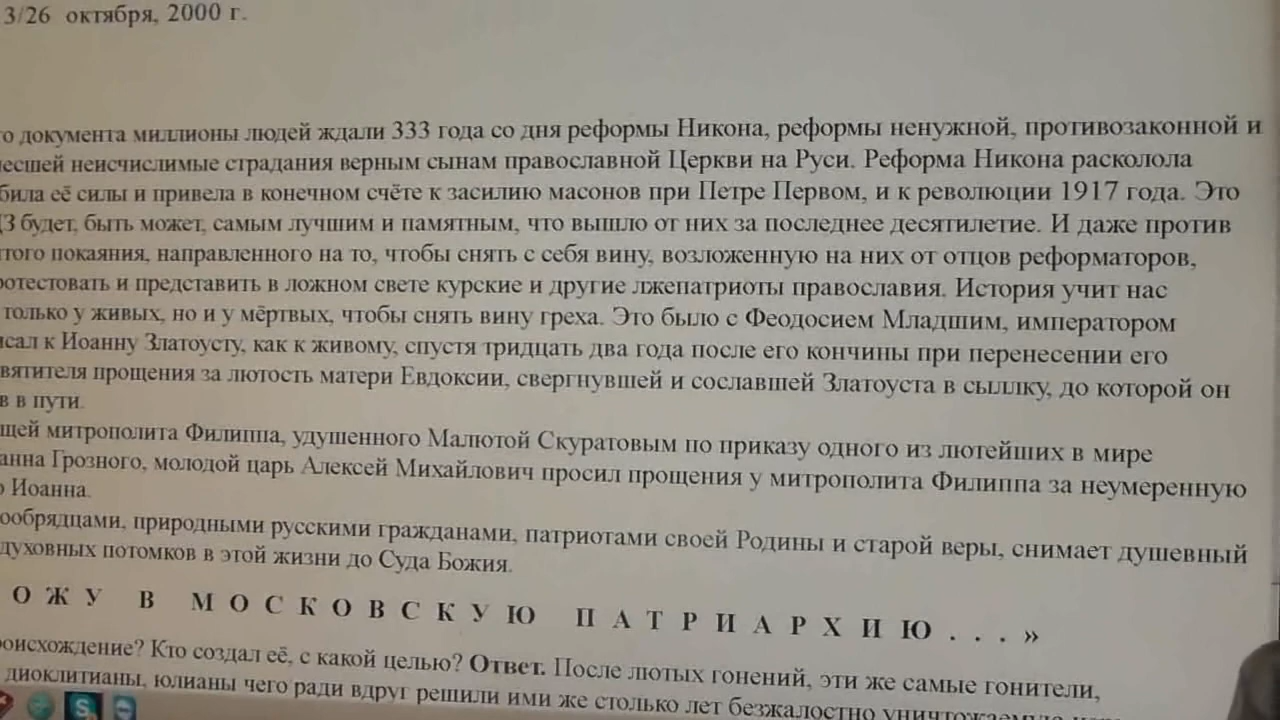 3/26 октября, 2000 г.
о документа миллионы людей ждали 333 года со дня реформы Никона, реформы ненужной, противозаконной и
несшей неисчислимые страдания верным сынам православной Церкви на Руси. Реформа Никона расколола
била её силы и привела в конечном счёте к засилию масонов при Петре Первом, и к революции 1917 года. Это
ЦЗ будет, быть может, самым лучшим и памятным, что вышло от них за последнее десятилетие. И даже против
того покаяния, направленного на то, чтобы снять с себя вину, возложенную на них от отцов реформаторов,
ротестовать и представить в ложном свете курские и другие лжепатриоты православия. История учит нас
только у живых, но и у мёртвых, чтобы снять вину греха. Это было с Феодосием Младшим, императором
исал к Иоанну Златоусту, как к живому, спустя тридцать два года после его кончины при перенесении его
вятителя прощения за лютость матери Евдоксии, свергнувшей и сославшей Златоуста в сыллку, до которой он
в в пути.
щей митрополита Филиппа, удушенного Малютой Скуратовым по приказу одного из лютейших в мире
анна Грозного, молодой царь Алексей Михайлович просил прощения у митрополита Филиппа за неумеренную
о Иоанна.
ообрядцами, природными русскими гражданами, патриотами своей Родины и старой веры, снимает душевный
духовных потомков в этой жизни до Суда Божия.
О Ж У В М О С К О В С К У Ю П А Т Р И А Р Х И Ю . . . »
роисхождение? Кто создал её, с какой целью? Ответ. После лютых гонений, эти же самые гонители,
диоклитианы, юлианы чего ради вдруг решили ими же столько лет безжалостно